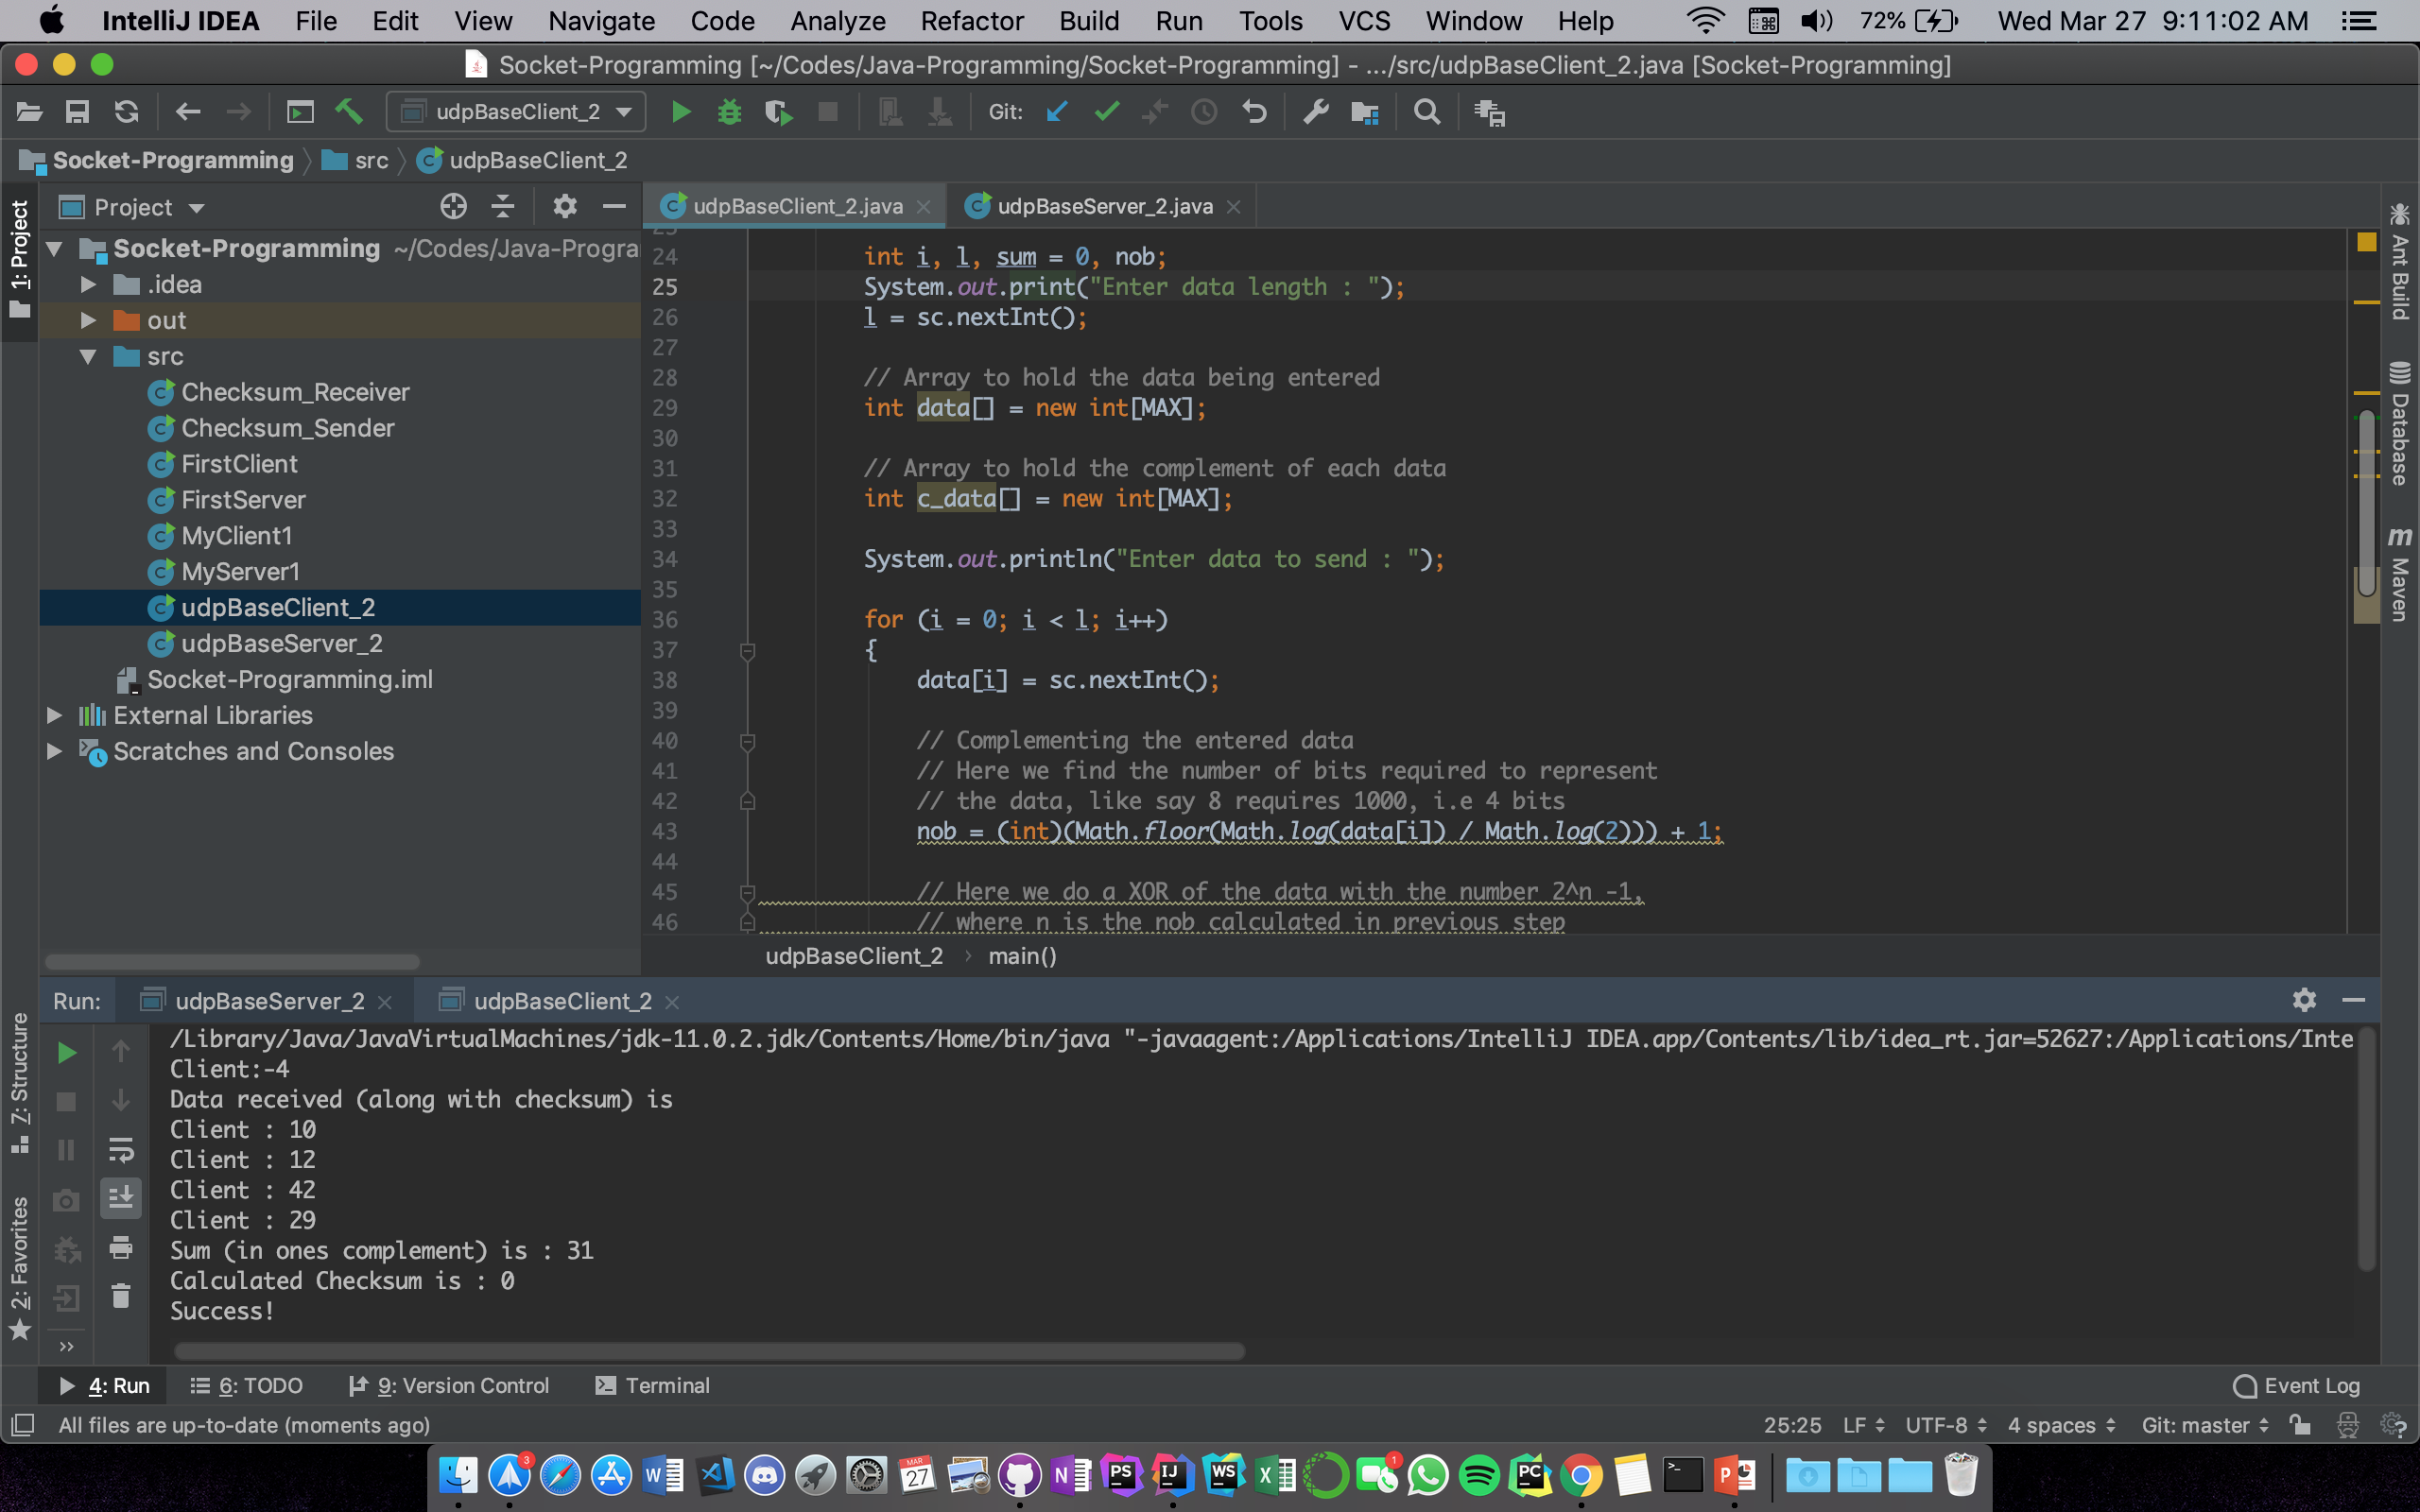 IntelliJ IDEA File Edit View Navigate Code Analyze Refactor Build Run Tools VCS Window Help 72% Wed Mar 27 9:11:02 AM
Socket-Programming [~/Codes/Java-Programming/Socket-Programming] - .../src/udpBaseClient_2.java [Socket-Programming]
udpBaseClient_2 Git:
Socket-Programming src udpBaseClient_2
1: Project
Project
Socket-Programming ~/Codes/Java-Progra
.idea
out
src
Checksum_Receiver
Checksum_Sender
FirstClient
FirstServer
MyClient1
MyServer1
udpBaseClient_2
udpBaseServer_2
Socket-Programming.iml
External Libraries
Scratches and Consoles
udpBaseClient_2.java udpBaseServer_2.java
24 int i, l, sum = 0, nob;
25 System.out.print("Enter data length : ");
26 l = sc.nextInt();
27
28 // Array to hold the data being entered
29 int data[] = new int[MAX];
30
31 // Array to hold the complement of each data
32 int c_data[] = new int[MAX];
33
34 System.out.println("Enter data to send : ");
35
36 for (i = 0; i < l; i++)
37 {
38 data[i] = sc.nextInt();
39
40 // Complementing the entered data
41 // Here we find the number of bits required to represent
42 // the data, like say 8 requires 1000, i.e 4 bits
43 nob = (int)(Math.floor(Math.log(data[i]) / Math.log(2))) + 1;
44
45 // Here we do a XOR of the data with the number 2^n -1,
46 // where n is the nob calculated in previous step
udpBaseClient_2 › main()
Ant Build
Database
m Maven
Run: udpBaseServer_2 udpBaseClient_2
/Library/Java/JavaVirtualMachines/jdk-11.0.2.jdk/Contents/Home/bin/java "-javaagent:/Applications/IntelliJ IDEA.app/Contents/lib/idea_rt.jar=52627:/Applications/Inte
Client:-4
Data received (along with checksum) is
Client : 10
Client : 12
Client : 42
Client : 29
Sum (in ones complement) is : 31
Calculated Checksum is : 0
Success!
7: Structure
2: Favorites
4: Run 6: TODO 9: Version Control Terminal Event Log
All files are up-to-date (moments ago) 25:25 LF UTF-8 4 spaces Git: master
3 W MAR 27 N PS IJ WS X 1 PC P